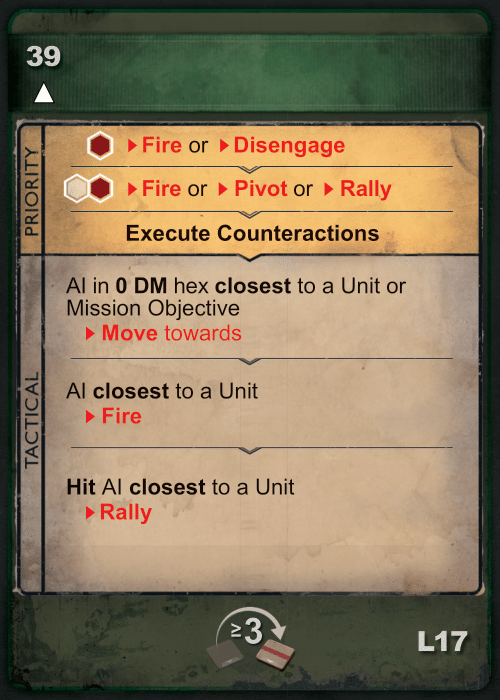 39
PRIORITY
Fire or Disengage
Fire or Pivot or Rally
Execute Counteractions
TACTICAL
AI in 0 DM hex closest to a Unit or
Mission Objective
Move towards
AI closest to a Unit
Fire
Hit AI closest to a Unit
Rally
≥3
L17